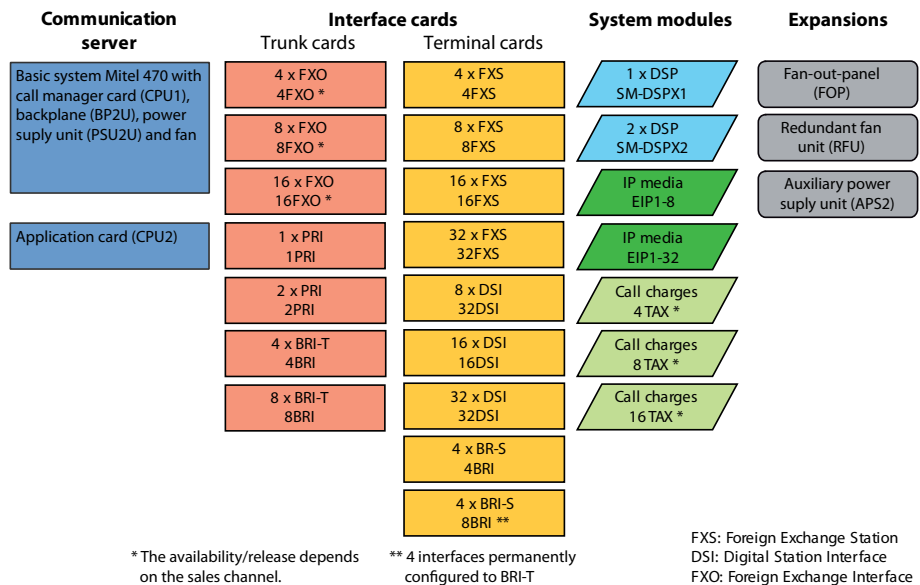 Communication
server
Interface cards
System modules
Expansions
Trunk cards
Terminal cards
Basic system Mitel 470 with
call manager card (CPU1),
backplane (BP2U), power
suply unit (PSU2U) and fan
Application card (CPU2)
4 x FXO
4FXO *
8 x FXO
8FXO *
16 x FXO
16FXO *
1 x PRI
1PRI
2 x PRI
2PRI
4 x BRI-T
4BRI
8 x BRI-T
8BRI
4 x FXS
4FXS
8 x FXS
8FXS
16 x FXS
16FXS
32 x FXS
32FXS
8 x DSI
32DSI
16 x DSI
16DSI
32 x DSI
32DSI
4 x BR-S
4BRI
4 x BRI-S
8BRI **
1 x DSP
SM-DSPX1
2 x DSP
SM-DSPX2
IP media
EIP1-8
IP media
EIP1-32
Call charges
4 TAX *
Call charges
8 TAX *
Call charges
16 TAX *
Fan-out-panel
(FOP)
Redundant fan
unit (RFU)
Auxiliary power
suply unit (APS2)
* The availability/release depends
on the sales channel.
** 4 interfaces permanently
configured to BRI-T
FXS: Foreign Exchange Station
DSI: Digital Station Interface
FXO: Foreign Exchange Interface